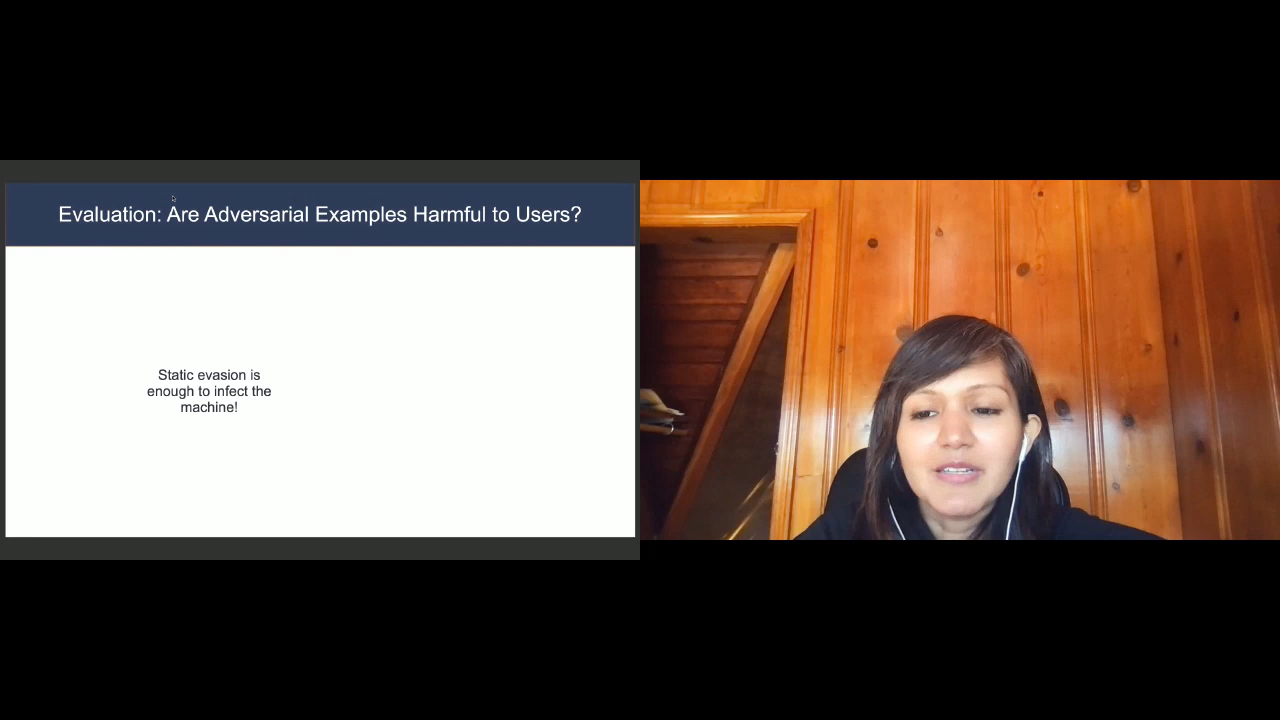 Evaluation: Are Adversarial Examples Harmful to Users?
Static evasion is
enough to infect the
machine!